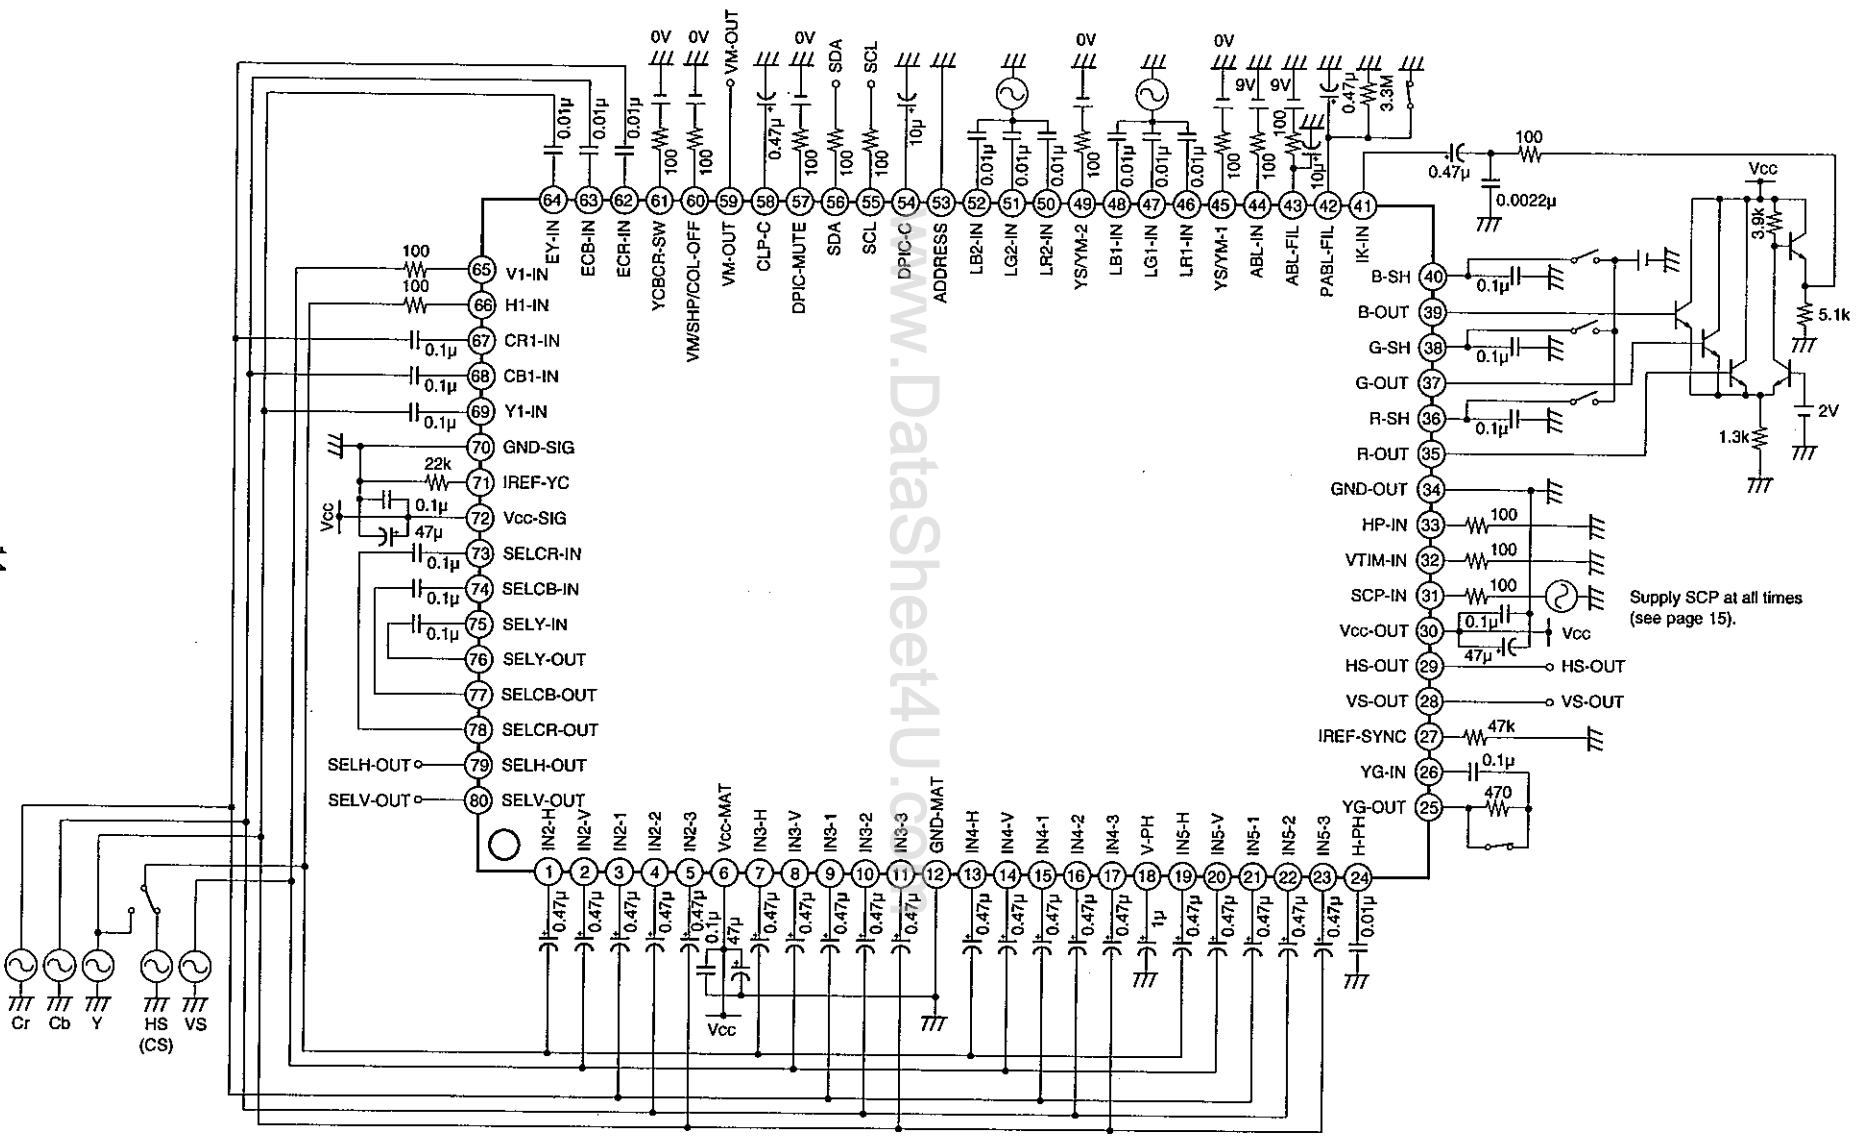 0V
0V
VM-OUT
0V
SDA
SCL
0V
0V
9V
9V
0.47µ
3.3M
0.01µ
0.01µ
0.01µ
100
100
0.47µ
100
100
100
10µ
0.01µ
0.01µ
0.01µ
100
0.01µ
0.01µ
0.01µ
100
100
100
10µ
0.47µ
100
0.0022µ
Vcc
3.9k
5.1k
2V
1.3k
64 EY-IN
63 ECB-IN
62 ECR-IN
61 YCBCR-SW
60 VM/SHP/COL-OFF
59 VM-OUT
58 CLP-C
57 DPIC-MUTE
56 SDA
55 SCL
54 DPIC-C
53 ADDRESS
52 LB2-IN
51 LG2-IN
50 LR2-IN
49 YS/YM-2
48 LB1-IN
47 LG1-IN
46 LR1-IN
45 YS/YM-1
44 ABL-IN
43 ABL-FIL
42 PABL-FIL
41 IK-IN
100 65 V1-IN
100 66 H1-IN
0.1µ 67 CR1-IN
0.1µ 68 CB1-IN
0.1µ 69 Y1-IN
70 GND-SIG
22k 71 IREF-YC
0.1µ
Vcc 72 Vcc-SIG
47µ
0.1µ 73 SELCR-IN
0.1µ 74 SELCB-IN
0.1µ 75 SELY-IN
76 SELY-OUT
77 SELCB-OUT
78 SELCR-OUT
SELH-OUT 79 SELH-OUT
SELV-OUT 80 SELV-OUT
B-SH 40 0.1µ
B-OUT 39
G-SH 38 0.1µ
G-OUT 37
R-SH 36 0.1µ
R-OUT 35
GND-OUT 34
HP-IN 33 100
VTIM-IN 32 100
SCP-IN 31 100
Supply SCP at all times
(see page 15).
0.1µ
Vcc-OUT 30 Vcc
47µ
HS-OUT 29 HS-OUT
VS-OUT 28 VS-OUT
IREF-SYNC 27 47k
YG-IN 26 0.1µ
YG-OUT 25 470
www.DataSheet4U.com
IN2-H 1 0.47µ
IN2-V 2 0.47µ
IN2-1 3 0.47µ
IN2-2 4 0.47µ
IN2-3 5 0.47µ
Vcc-MAT 6 0.1µ 47µ
Vcc
IN3-H 7 0.47µ
IN3-V 8 0.47µ
IN3-1 9 0.47µ
IN3-2 10 0.47µ
IN3-3 11 0.47µ
GND-MAT 12
IN4-H 13 0.47µ
IN4-V 14 0.47µ
IN4-1 15 0.47µ
IN4-2 16 0.47µ
IN4-3 17 0.47µ
V-PH 18 1µ
IN5-H 19 0.47µ
IN5-V 20 0.47µ
IN5-1 21 0.47µ
IN5-2 22 0.47µ
IN5-3 23 0.47µ
H-PH 24 0.01µ
Cr
Cb
Y
HS
(CS)
VS